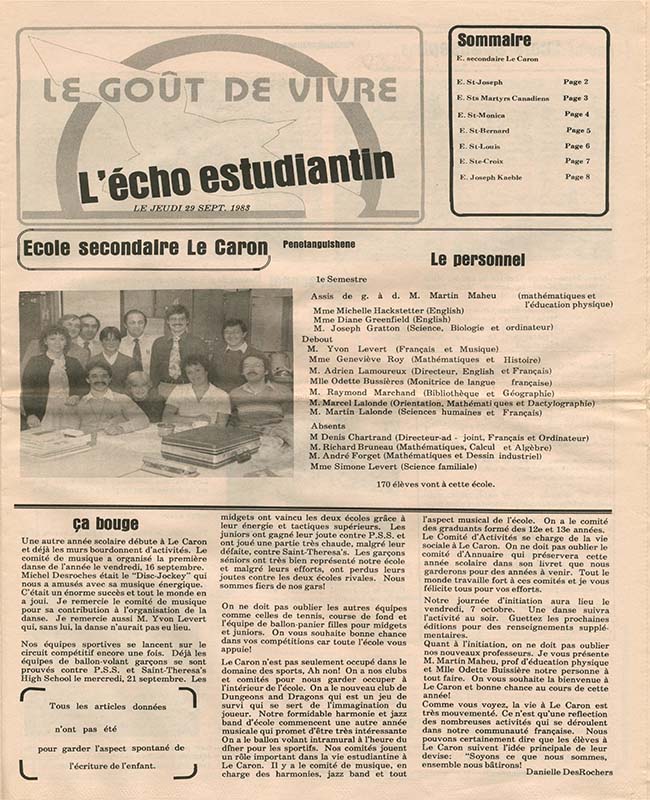 LE GOÛT DE VIVRE
L'écho estudiantin
LE JEUDI 29 SEPT. 1983
Sommaire
E. secondaire Le Caron
E. St-Joseph Page 2
E. Sts Martyrs Canadiens Page 3
E. St-Monica Page 4
E. St-Bernard Page 5
E. St-Louis Page 6
E. Ste-Croix Page 7
E. Joseph Kaeble Page 8
Ecole secondaire Le Caron Penetanguishene
Le personnel
1e Semestre
Assis de g. à d. M. Martin Maheu (mathématiques et
l'éducation physique)
Mme Michelle Hackstetter (English)
Mme Diane Greenfield (English)
M. Joseph Gratton (Science, Biologie et ordinateur)
Debout
M. Yvon Levert (Français et Musique)
Mme Geneviève Roy (Mathématiques et Histoire)
M. Adrien Lamoureux (Directeur, English et Français)
Mlle Odette Bussières (Monitrice de langue française)
M. Raymond Marchand (Bibliothèque et Géographie)
M. Marcel Lalonde (Orientation, Mathématiques et Dactylographie)
M. Martin Lalonde (Sciences humaines et Français)
Absents
M Denis Chartrand (Directeur-ad - joint, Français et Ordinateur)
M. Richard Bruneau (Mathématiques, Calcul et Algèbre)
M. André Forget (Mathématiques et Dessin industriel)
Mme Simone Levert (Science familiale)
170 élèves vont à cette école.
ça bouge
Une autre année scolaire débute à Le Caron
et déjà les murs bourdonnent d'activités. Le
comité de musique a organisé la première
danse de l'année le vendredi, 16 septembre.
Michel Desroches était le "Disc-Jockey" qui
nous a amusés avec sa musique énergique.
C'était un énorme succès et tout le monde en
a joui. Je remercie le comité de musique
pour sa contribution à l'organisation de la
danse. Je remercie aussi M. Yvon Levert
qui, sans lui, la danse n'aurait pas eu lieu.
Nos équipes sportives se lancent sur le
circuit compétitif encore une fois. Déjà les
équipes de ballon-volant garçons se sont
prouvés contre P.S.S. et Saint-Theresa's
High School le mercredi, 21 septembre. Les
Tous les articles données
n'ont pas été
pour garder l'aspect spontané de
l'écriture de l'enfant.
midgets ont vaincu les deux écoles grâce à
leur énergie et tactiques supérieures. Les
juniors ont gagné leur joute contre P.S.S. et
ont joué une partie très chaude, malgré leur
défaite, contre Saint-Theresa's. Les garçons
séniors ont très bien représenté notre école
et malgré leurs efforts, ont perdus leurs
joutes contre les deux écoles rivales. Nous
sommes fiers de nos gars!
On ne doit pas oublier les autres équipes
comme celles de tennis, course de fond et
l'équipe de ballon-panier filles pour midgets
et juniors. On vous souhaite bonne chance
dans vos compétitions car toute l'école vous
appuie!
Le Caron n'est pas seulement occupé dans le
domaine des sports, Ah non! On a nos clubs
et comités pour nous garder occuper à
l'intérieur de l'école. On a le nouveau club de
Dungeons and Dragons qui est un jeu de
survi qui se sert de l'immagination du
joueur. Notre formidable harmonie et jazz
band d'école commencent une autre année
musicale qui promet d'être très intéressante
On a le ballon volant intramural à l'heure du
dîner pour les sportifs. Nos comités jouent
un rôle important dans la vie estudiantine à
Le Caron. Il y a le comité de musique, en
charge des harmonies, jazz band et tout
l'aspect musical de l'école. On a le comité
des graduants formé des 12e et 13e années.
Le Comité d'Activités se charge de la vie
sociale à Le Caron. On ne doit pas oublier le
comité d'Annuaire qui préservera cette
année scolaire dans son livret que nous
garderons pour des années à venir. Tout le
monde travaille fort à ces comités et je vous
félicite tous pour vos efforts.
Notre journée d'initiation aura lieu le
vendredi, 7 octobre. Une danse suivra
l'activité au soir. Guettez les prochaines
éditions pour des renseignements supplé-
mentaires.
Quant à l'initiation, on ne doit pas oublier
nos nouveaux professeurs. Je vous présente
M. Martin Maheu, prof d'éducation physique
et Mlle Odette Buissière notre personne à
tout faire. On vous souhaite la bienvenue à
Le Caron et bonne chance au cours de cette
année!
Comme vous voyez, la vie à Le Caron est
très mouvementé. Ce n'est qu'une reflection
des nombreuses activités qui se déroulent
dans notre communauté française. Nous
pouvons certainement dire que les élèves à
Le Caron suivent l'idée principale de leur
devise: "Soyons ce que nous sommes,
ensemble nous bâtirons!
Danielle DesRochers